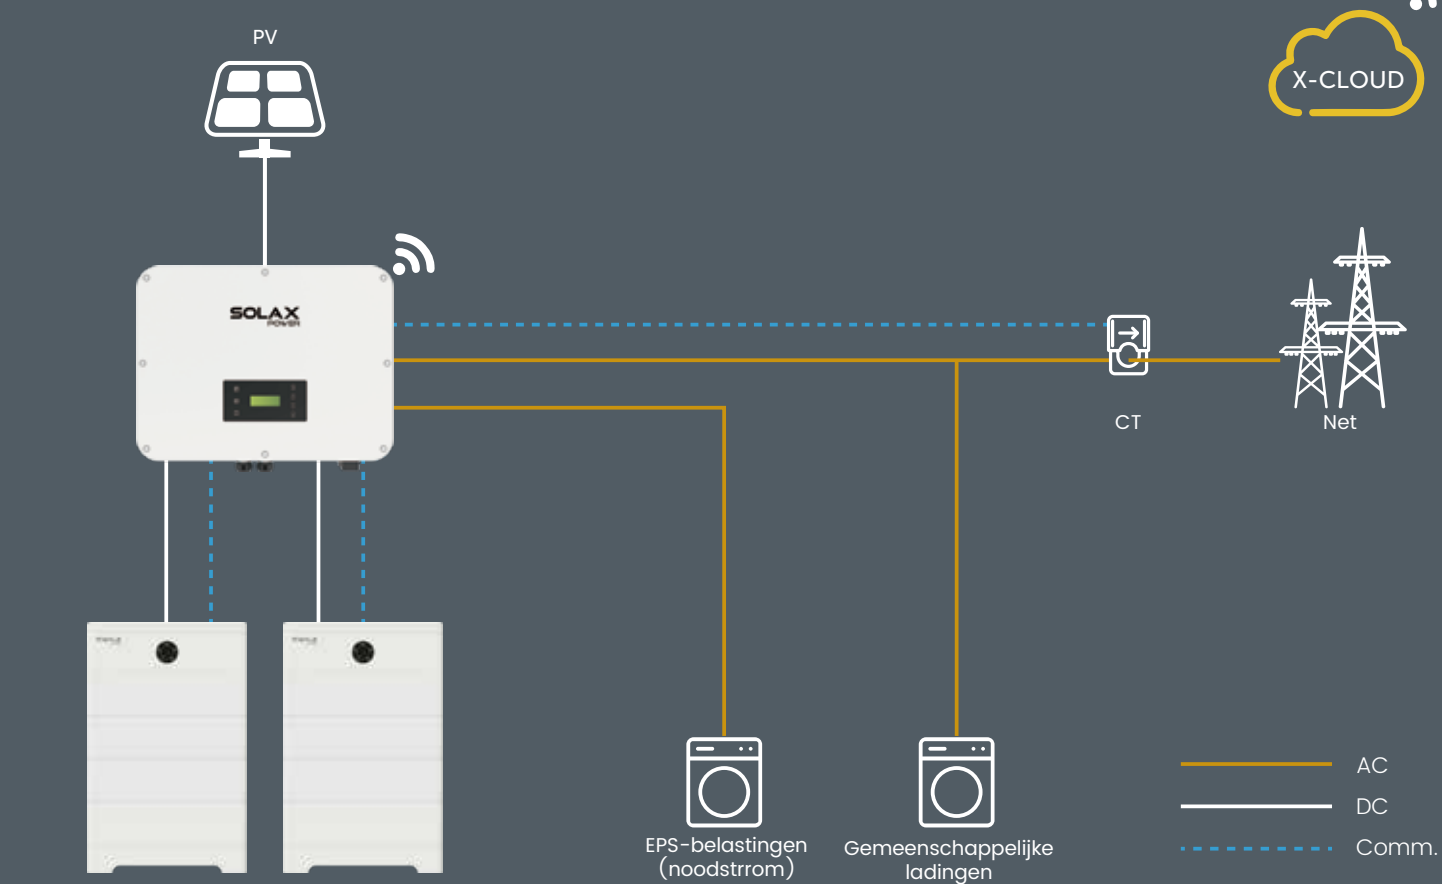 PV
X-CLOUD
SOLAX
POWER
CT
Net
AC
DC
Comm.
EPS-belastingen
(noodstrrom)
Gemeenschappelijke
ladingen